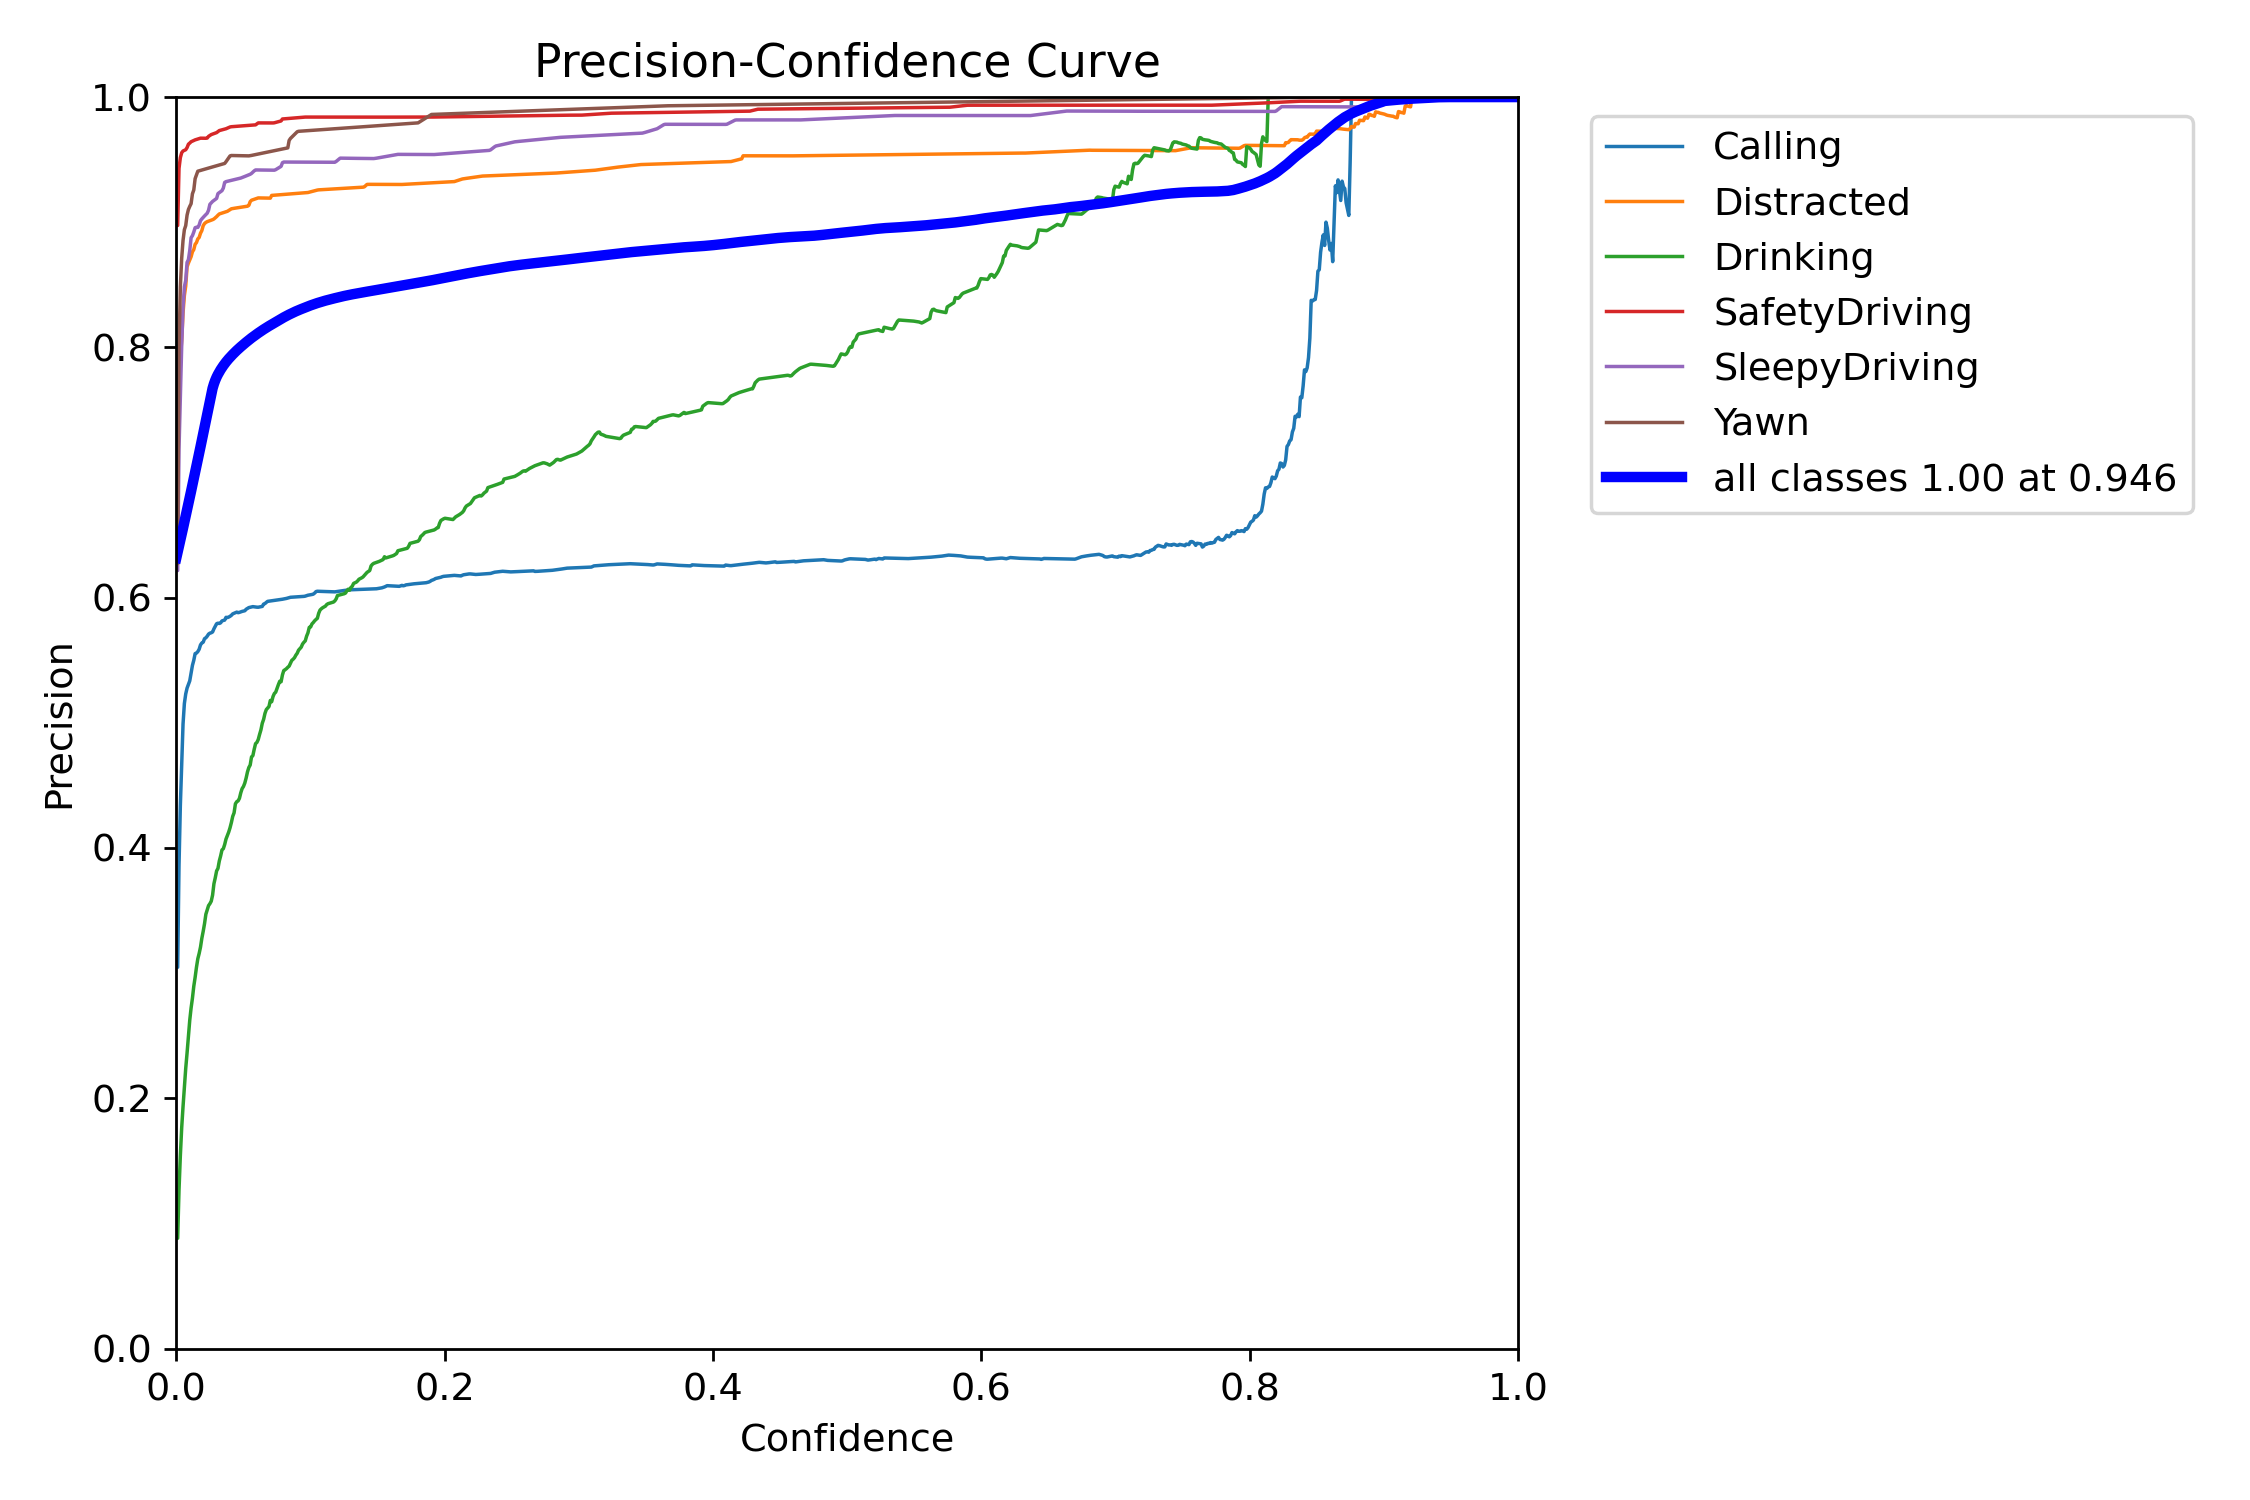 Precision-Confidence Curve
1.0
0.8
0.6
0.4
0.2
0.0
Precision
0.0 0.2 0.4 0.6 0.8 1.0
Confidence
Calling
Distracted
Drinking
SafetyDriving
SleepyDriving
Yawn
all classes 1.00 at 0.946